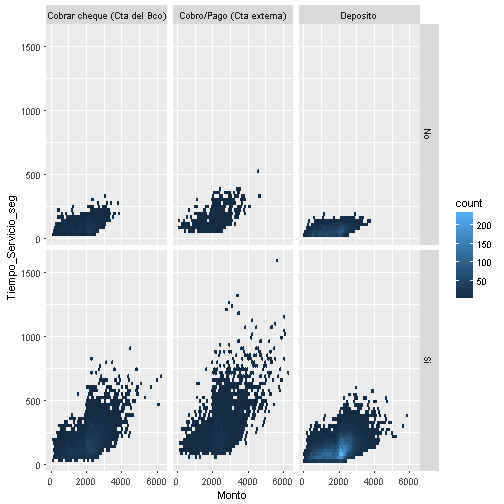 Cobrar cheque (Cta del Bco) Cobro/Pago (Cta externa) Deposito
1500
1000
500
0
No
1500
1000
500
0
Si
0 2000 4000 6000 0 2000 4000 6000 0 2000 4000 6000
Monto
Tiempo_Servicio_seg
count
200
150
100
50